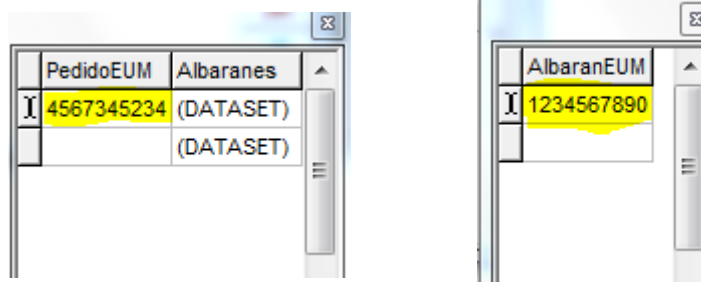 PedidoEUM Albaranes
4567345234 (DATASET)
(DATASET)
AlbaranEUM
1234567890